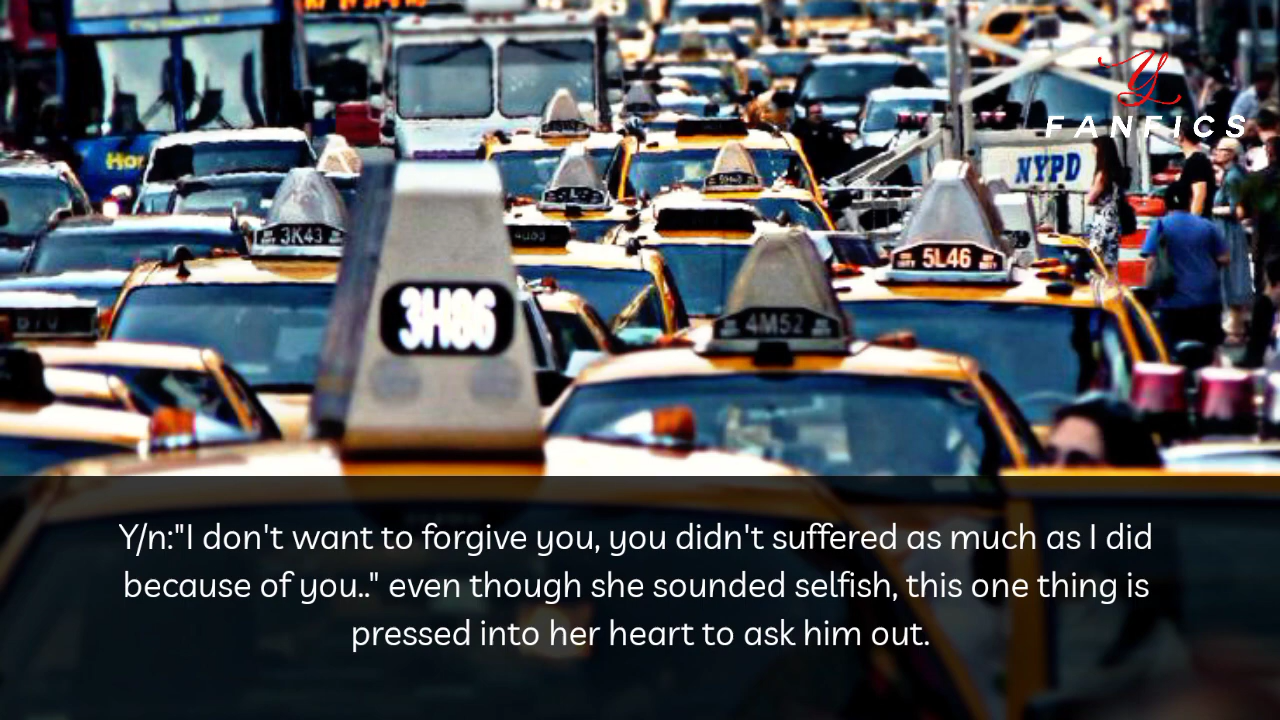 Y
FANFICS
NYPD
Hor
3K43
3H86
5L46
4M52
Y/n:"I don't want to forgive you, you didn't suffered as much as I did
because of you.." even though she sounded selfish, this one thing is
pressed into her heart to ask him out.